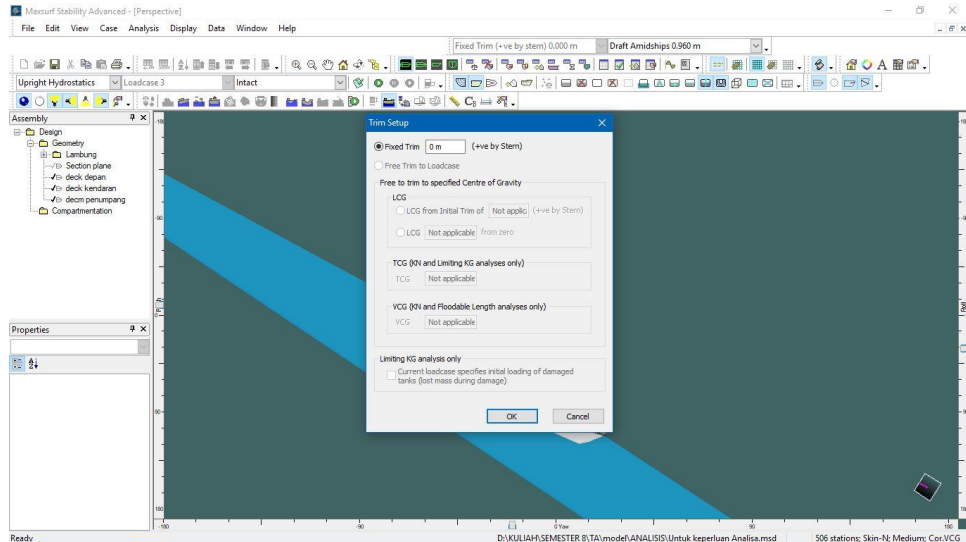 Maxsurf Stability Advanced - [Perspective]
File Edit View Case Analysis Display Data Window Help
Fixed Trim (+ve by stern) 0.000 m
Draft Amidships 0.960 m
Upright Hydrostatics
Loadcase 3
Intact
Assembly
Design
Geometry
Lambung
Section plane
deck depan
deck kendaran
decm penumpang
Compartmentation
Properties
Trim Setup
Fixed Trim 0 m (+ve by Stern)
Free Trim to Loadcase
Free to trim to specified Centre of Gravity
LCG
LCG from Initial Trim of Not applic (+ve by Stern)
LCG Not applicable from zero
TCG (KN and Limiting KG analyses only)
TCG Not applicable
VCG (KN and Floodable Length analyses only)
VCG Not applicable
Limiting KG analysis only
Current loadcase specifies initial loading of damaged
tanks (lost mass during damage)
OK Cancel
Roll
-180 -90 0 Yaw 90 180
Ready
D:\KULIAH\SEMESTER 8\TA\model\ANALISIS\Untuk keperluan Analisa.msd
506 stations; Skin-N; Medium; Cor.VCG